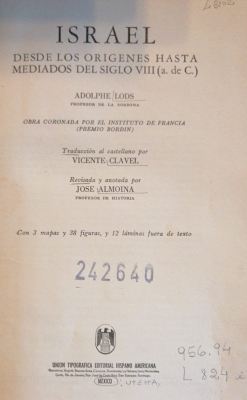 ISRAEL
DESDE LOS ORIGENES HASTA
MEDIADOS DEL SIGLO VIII (a. de C.)
ADOLPHE LODS
PROFESOR DE LA SORBONA
OBRA CORONADA POR EL INSTITUTO DE FRANCIA
(PREMIO BORDIN)
Traducción al castellano por
VICENTE CLAVEL
Revisada y anotada por
JOSE ALMOINA
PROFESOR DE HISTORIA
Con 3 mapas y 38 figuras, y 12 láminas fuera de texto
242640
956.94
L 824
UNION TIPOGRAFICA EDITORIAL HISPANO AMERICANA
MEXICO
UTEHA